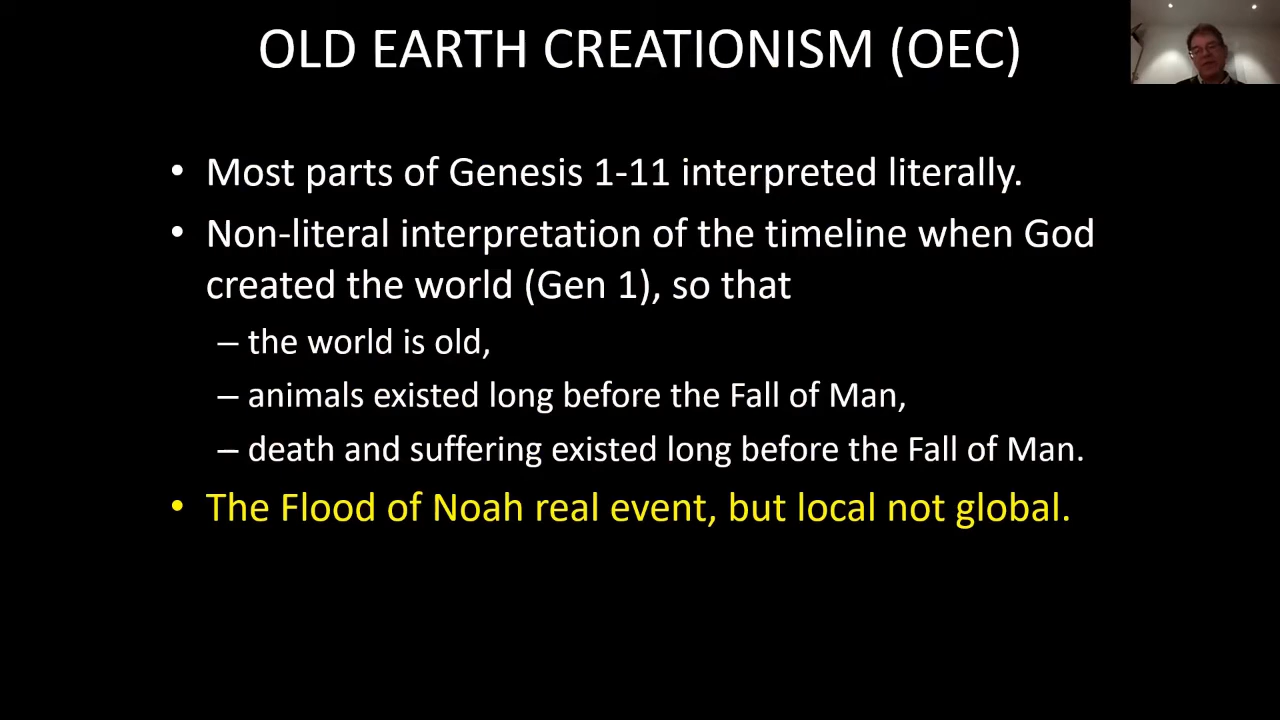 OLD EARTH CREATIONISM (OEC)
• Most parts of Genesis 1-11 interpreted literally.
• Non-literal interpretation of the timeline when God
created the world (Gen 1), so that
– the world is old,
– animals existed long before the Fall of Man,
– death and suffering existed long before the Fall of Man.
• The Flood of Noah real event, but local not global.